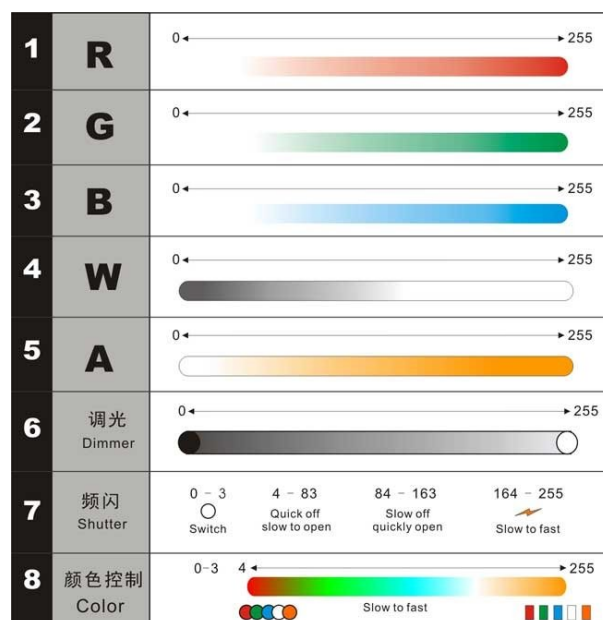 1 R 0 255
2 G 0 255
3 B 0 255
4 W 0 255
5 A 0 255
6 调光 Dimmer 0 255
7 频闪 Shutter
0 - 3 4 - 83 84 - 163 164 - 255
Switch Quick off Slow off Slow to fast
slow to open quickly open
8 颜色控制 Color
0-3 4 255
Slow to fast